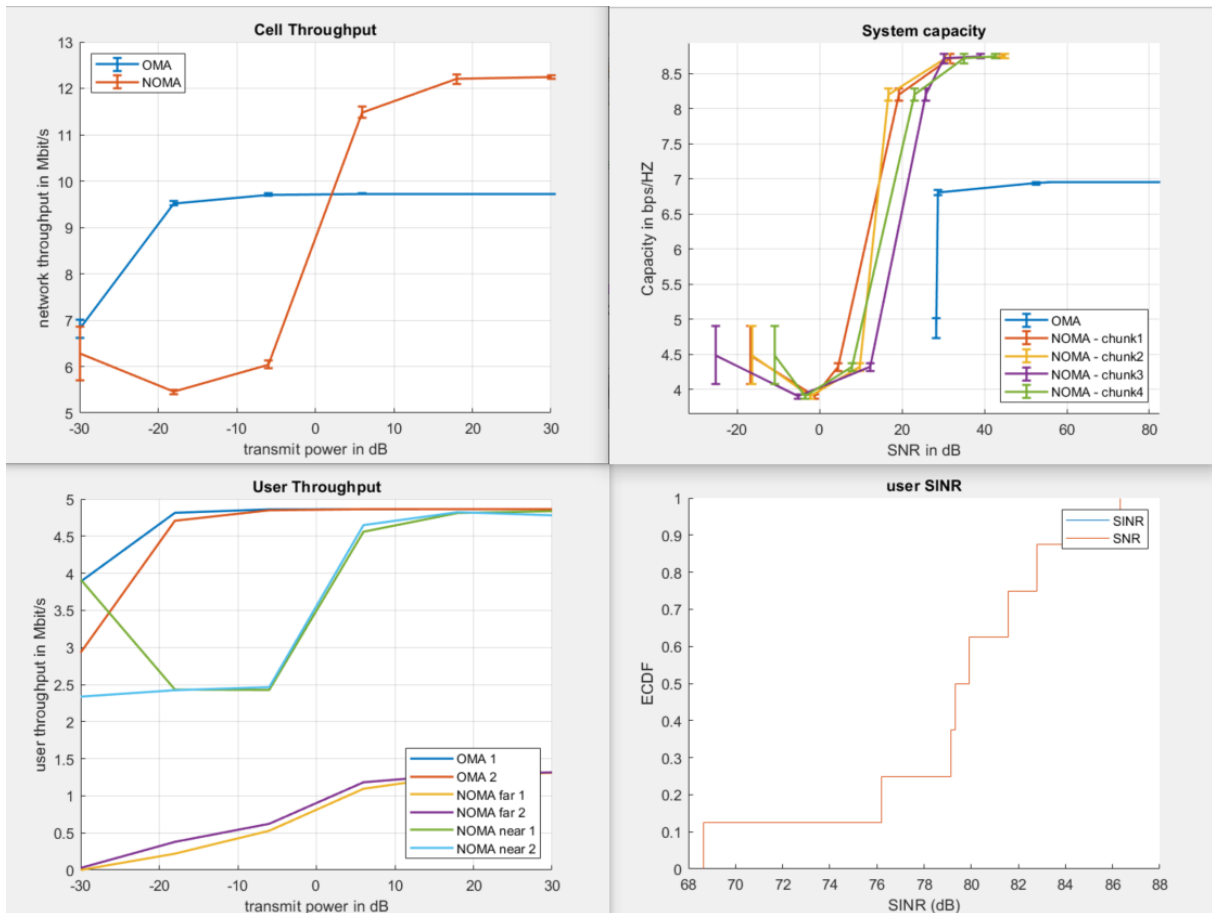 Cell Throughput
OMA
NOMA
network throughput in Mbit/s
13
12
11
10
9
8
7
6
5
-30
-20
-10
0
10
20
30
transmit power in dB
System capacity
Capacity in bps/HZ
8.5
8
7.5
7
6.5
6
5.5
5
4.5
4
OMA
NOMA - chunk1
NOMA - chunk2
NOMA - chunk3
NOMA - chunk4
-20
0
20
40
60
80
SNR in dB
User Throughput
user throughput in Mbit/s
5
4.5
4
3.5
3
2.5
2
1.5
1
0.5
0
OMA 1
OMA 2
NOMA far 1
NOMA far 2
NOMA near 1
NOMA near 2
-30
-20
-10
0
10
20
30
transmit power in dB
user SINR
SINR
SNR
ECDF
1
0.9
0.8
0.7
0.6
0.5
0.4
0.3
0.2
0.1
0
68
70
72
74
76
78
80
82
84
86
88
SINR (dB)